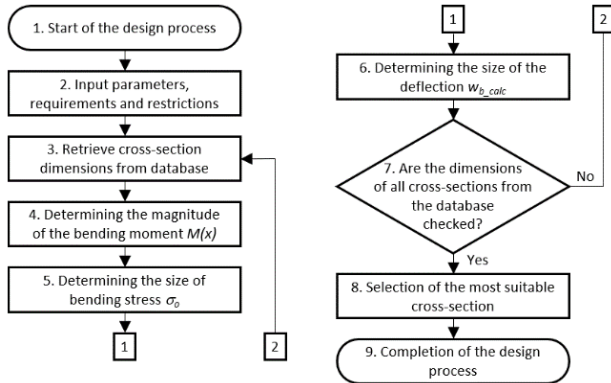 1. Start of the design process
2. Input parameters,
requirements and restrictions
3. Retrieve cross-section
dimensions from database
4. Determining the magnitude
of the bending moment M(x)
5. Determining the size of
bending stress σₒ
1
2
1
2
6. Determining the size of the
deflection w_b_calc
7. Are the dimensions
of all cross-sections from
the database
checked?
No
Yes
8. Selection of the most suitable
cross-section
9. Completion of the design
process